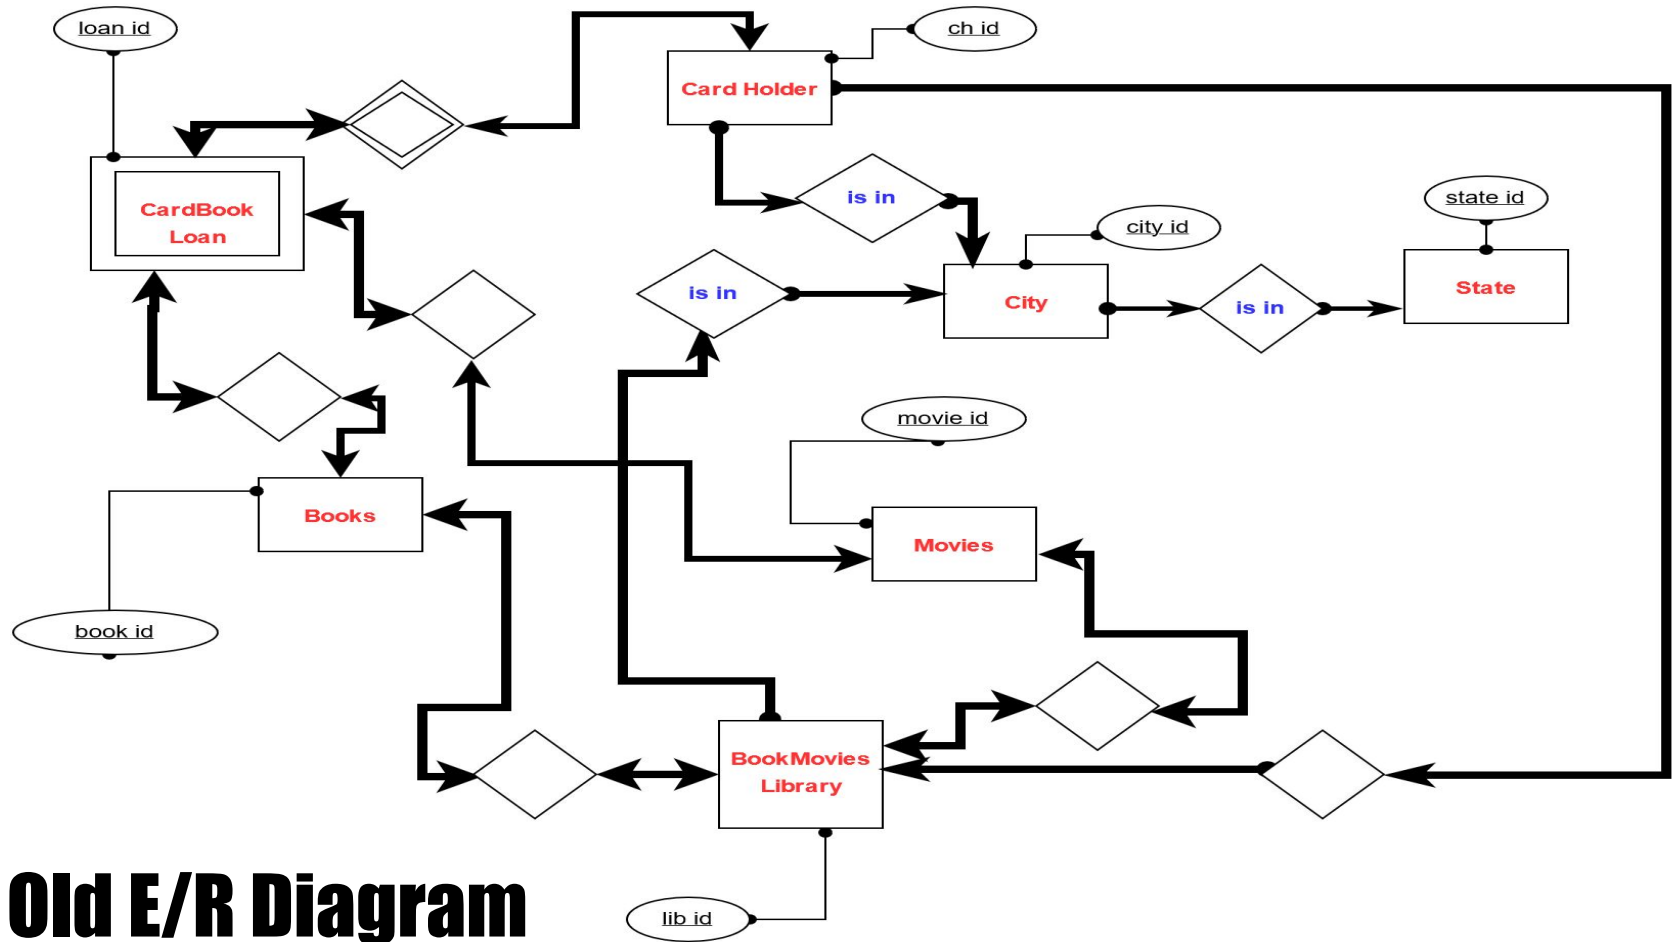 loan id
ch id
Card Holder
CardBook
Loan
is in
state id
city id
is in
City
is in
State
movie id
Books
Movies
book id
BookMovies
Library
lib id
Old E/R Diagram